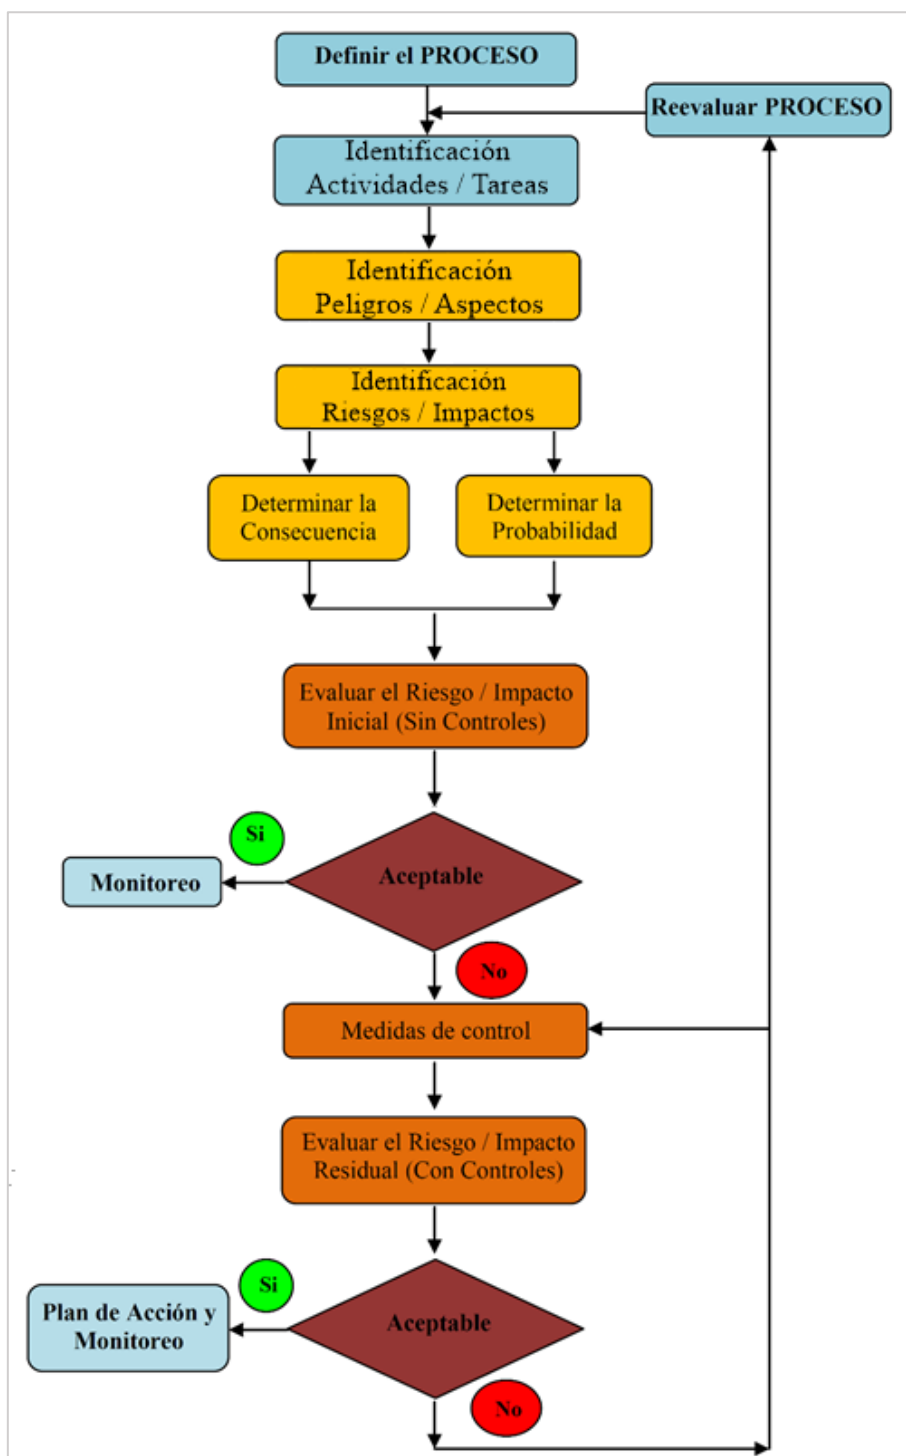 Definir el PROCESO
Reevaluar PROCESO
Identificación
Actividades / Tareas
Identificación
Peligros / Aspectos
Identificación
Riesgos / Impactos
Determinar la
Consecuencia
Determinar la
Probabilidad
Evaluar el Riesgo / Impacto
Inicial (Sin Controles)
Si
Aceptable
Monitoreo
No
Medidas de control
Evaluar el Riesgo / Impacto
Residual (Con Controles)
Si
Plan de Acción y
Monitoreo
Aceptable
No